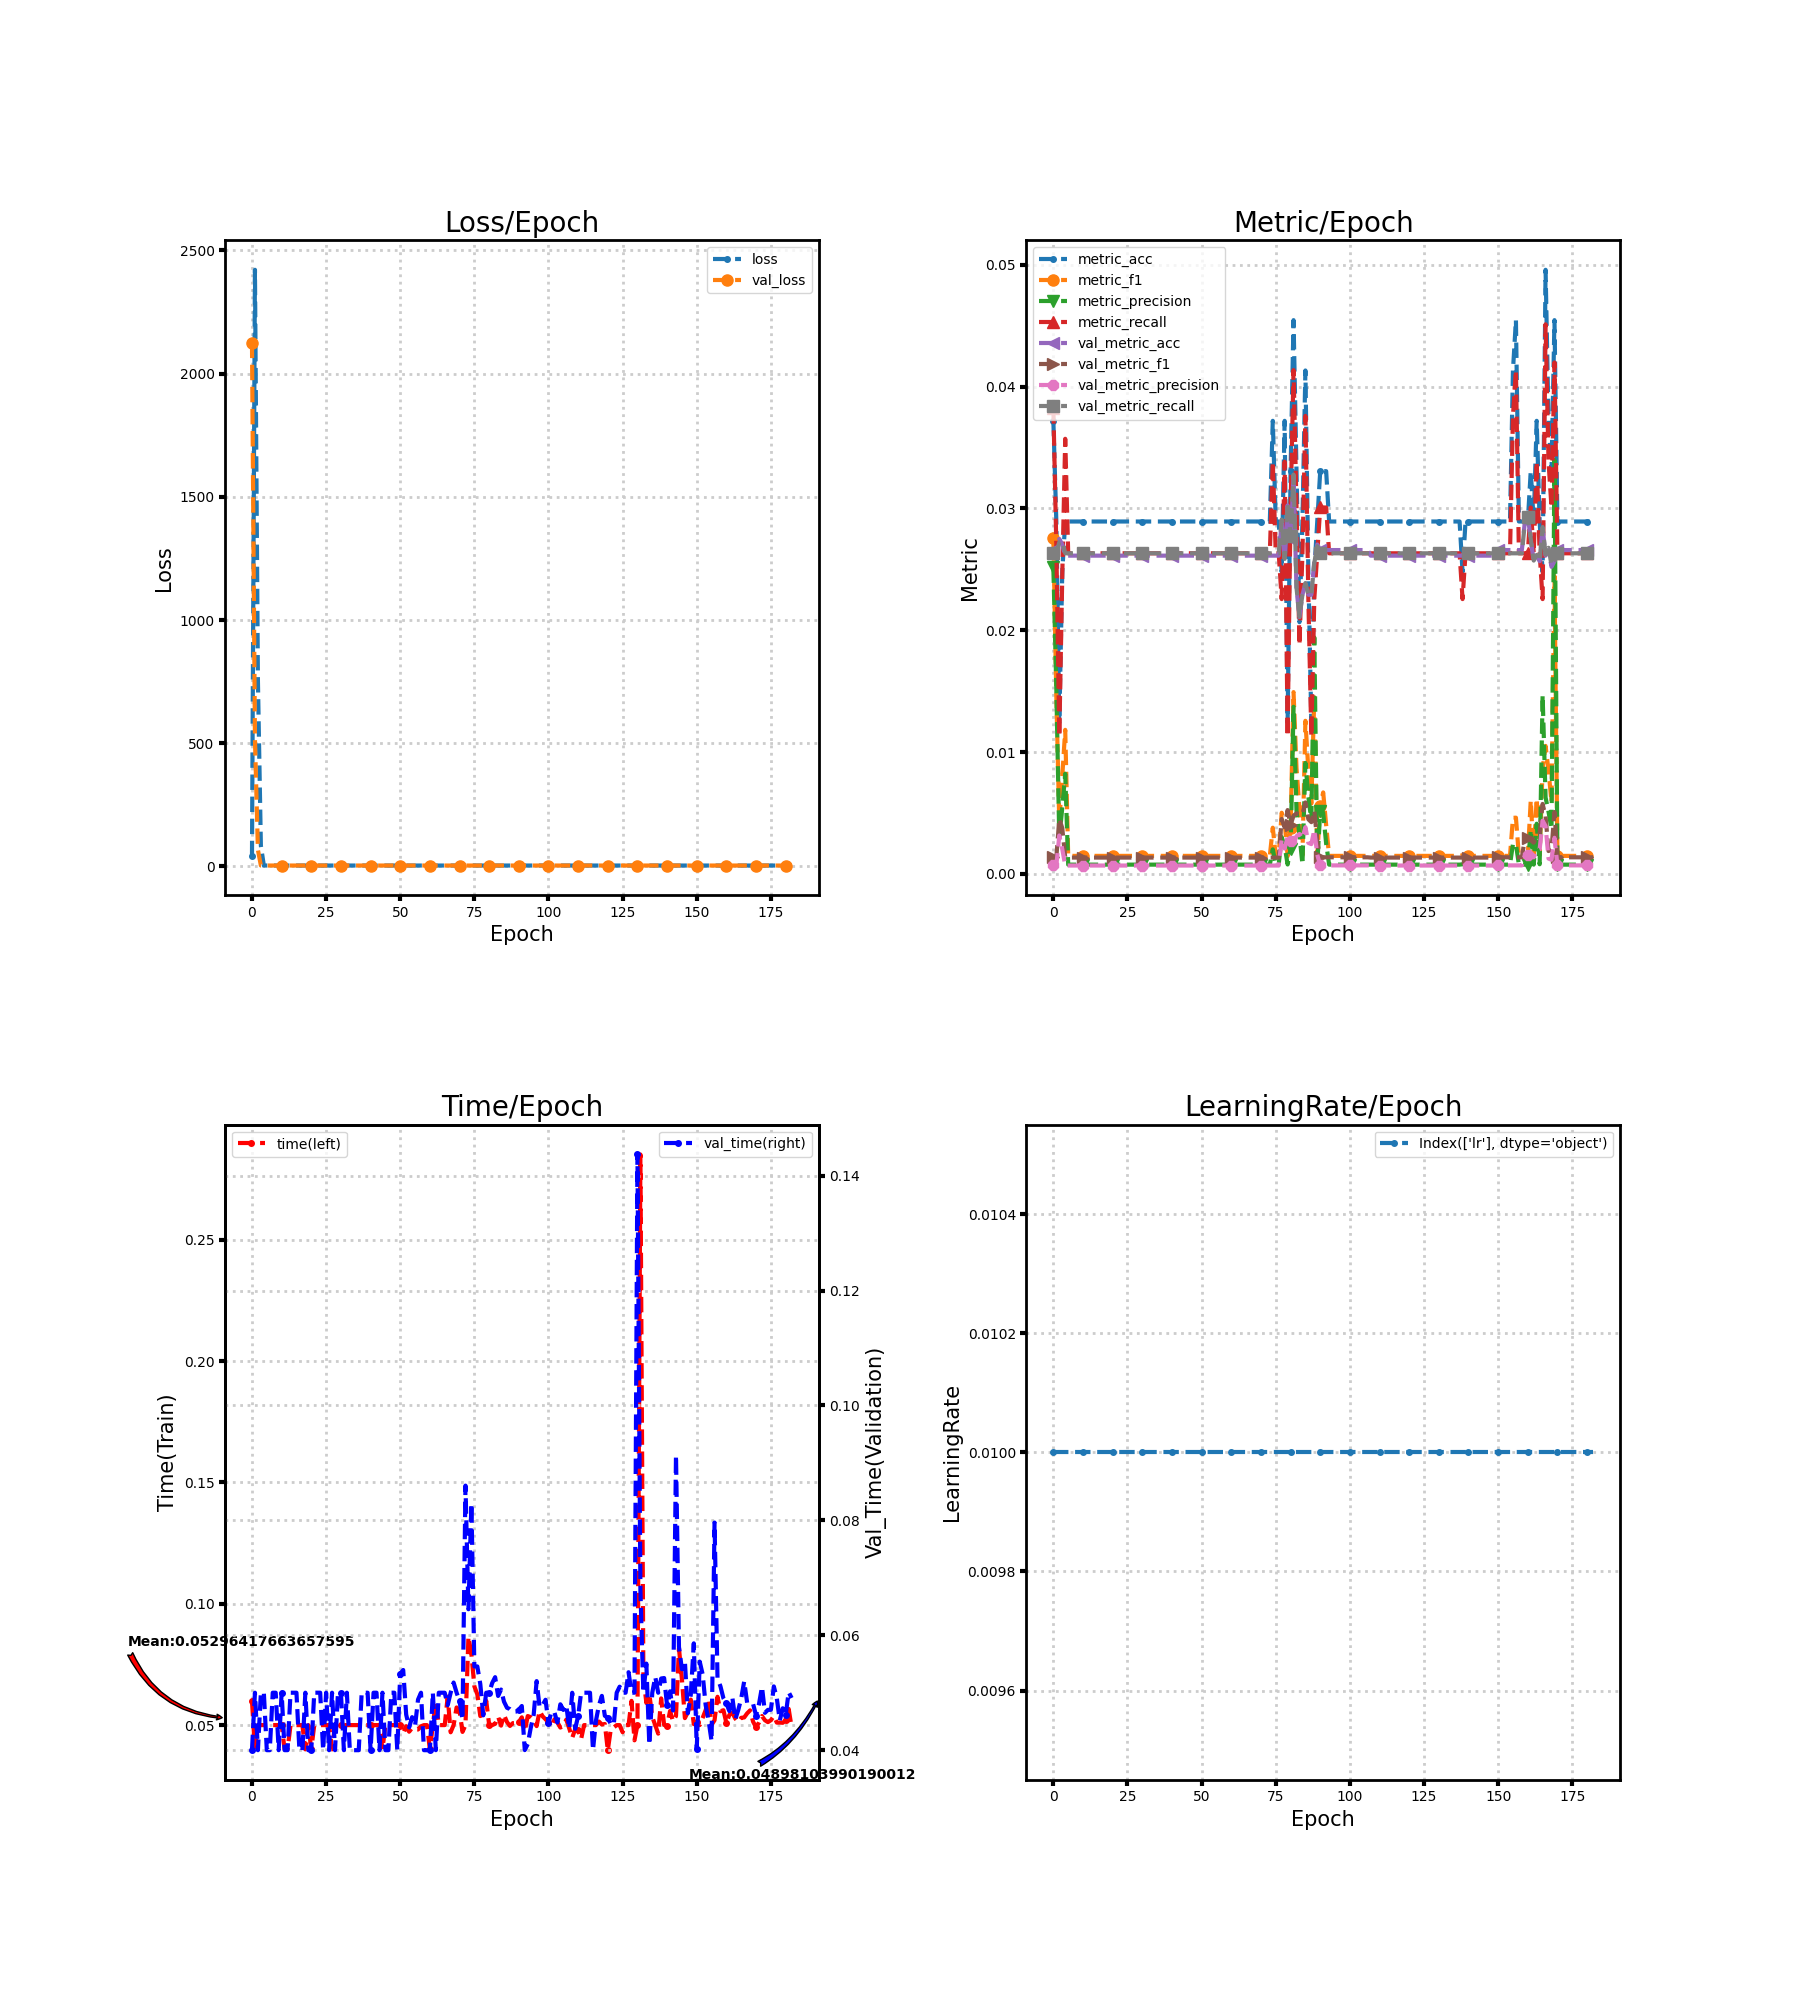 Loss/Epoch
2500
2000
1500
1000
500
0
Loss
loss
val_loss
0 25 50 75 100 125 150 175
Epoch
Metric/Epoch
0.05
0.04
0.03
0.02
0.01
0.00
Metric
metric_acc
metric_f1
metric_precision
metric_recall
val_metric_acc
val_metric_f1
val_metric_precision
val_metric_recall
0 25 50 75 100 125 150 175
Epoch
Time/Epoch
time(left)
val_time(right)
0.25
0.20
0.15
0.10
0.05
Time(Train)
0.14
0.12
0.10
0.08
0.06
0.04
Val_Time(Validation)
Mean:0.05296417663657595
Mean:0.04898103990190012
0 25 50 75 100 125 150 175
Epoch
LearningRate/Epoch
Index(['lr'], dtype='object')
0.0104
0.0102
0.0100
0.0098
0.0096
LearningRate
0 25 50 75 100 125 150 175
Epoch